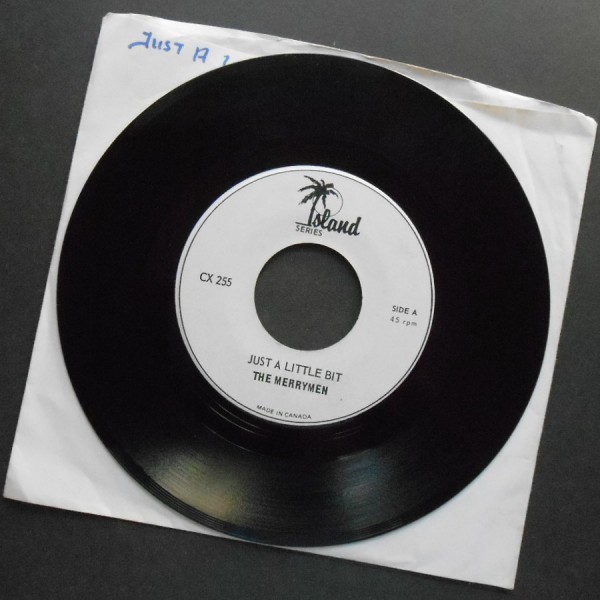 JUST A
Island
SERIES
CX 255
SIDE A
45 rpm
JUST A LITTLE BIT
THE MERRYMEN
MADE IN CANADA